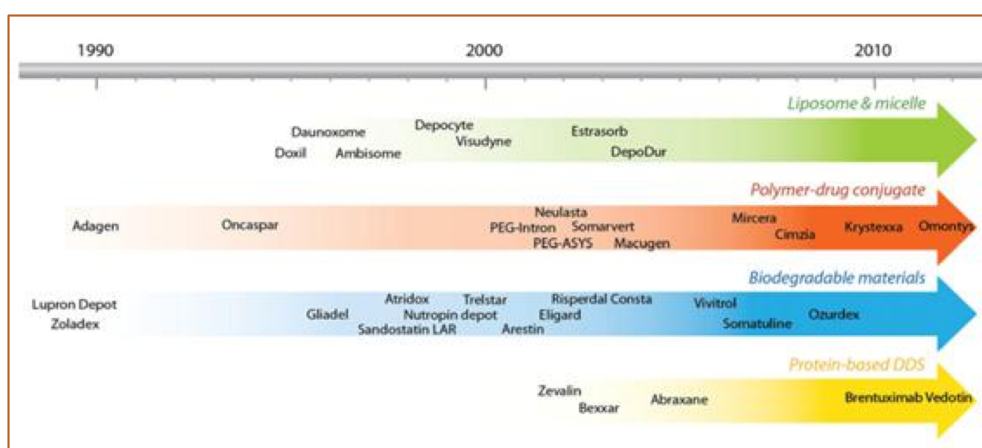 1990 2000 2010
Liposome & micelle
Depocyte
Daunoxome Estrasorb
Visudyne
Doxil Ambisome DepoDur
Polymer-drug conjugate
Neulasta Mircera
Adagen Oncaspar PEG-Intron Somarvert Krystexxa Omontys
Cimzia
PEG-ASYS Macugen
Biodegradable materials
Lupron Depot Atridox Trelstar Risperdal Consta Vivitrol
Gliadel Nutropin depot Eligard Ozurdex
Zoladex Sandostatin LAR Arestin Somatuline
Protein-based DDS
Zevalin
Abraxane Brentuximab Vedotin
Bexxar